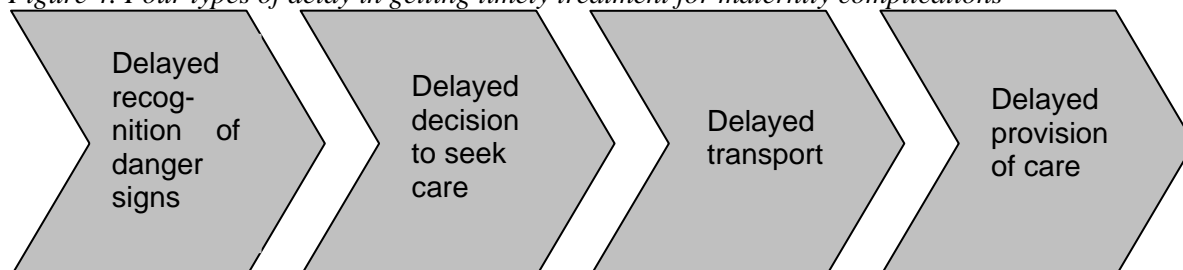 Figure 4. Four types of delay in getting timely treatment for maternity complications
Delayed
recog-
nition of
danger
signs
Delayed
decision
to seek
care
Delayed
transport
Delayed
provision
of care